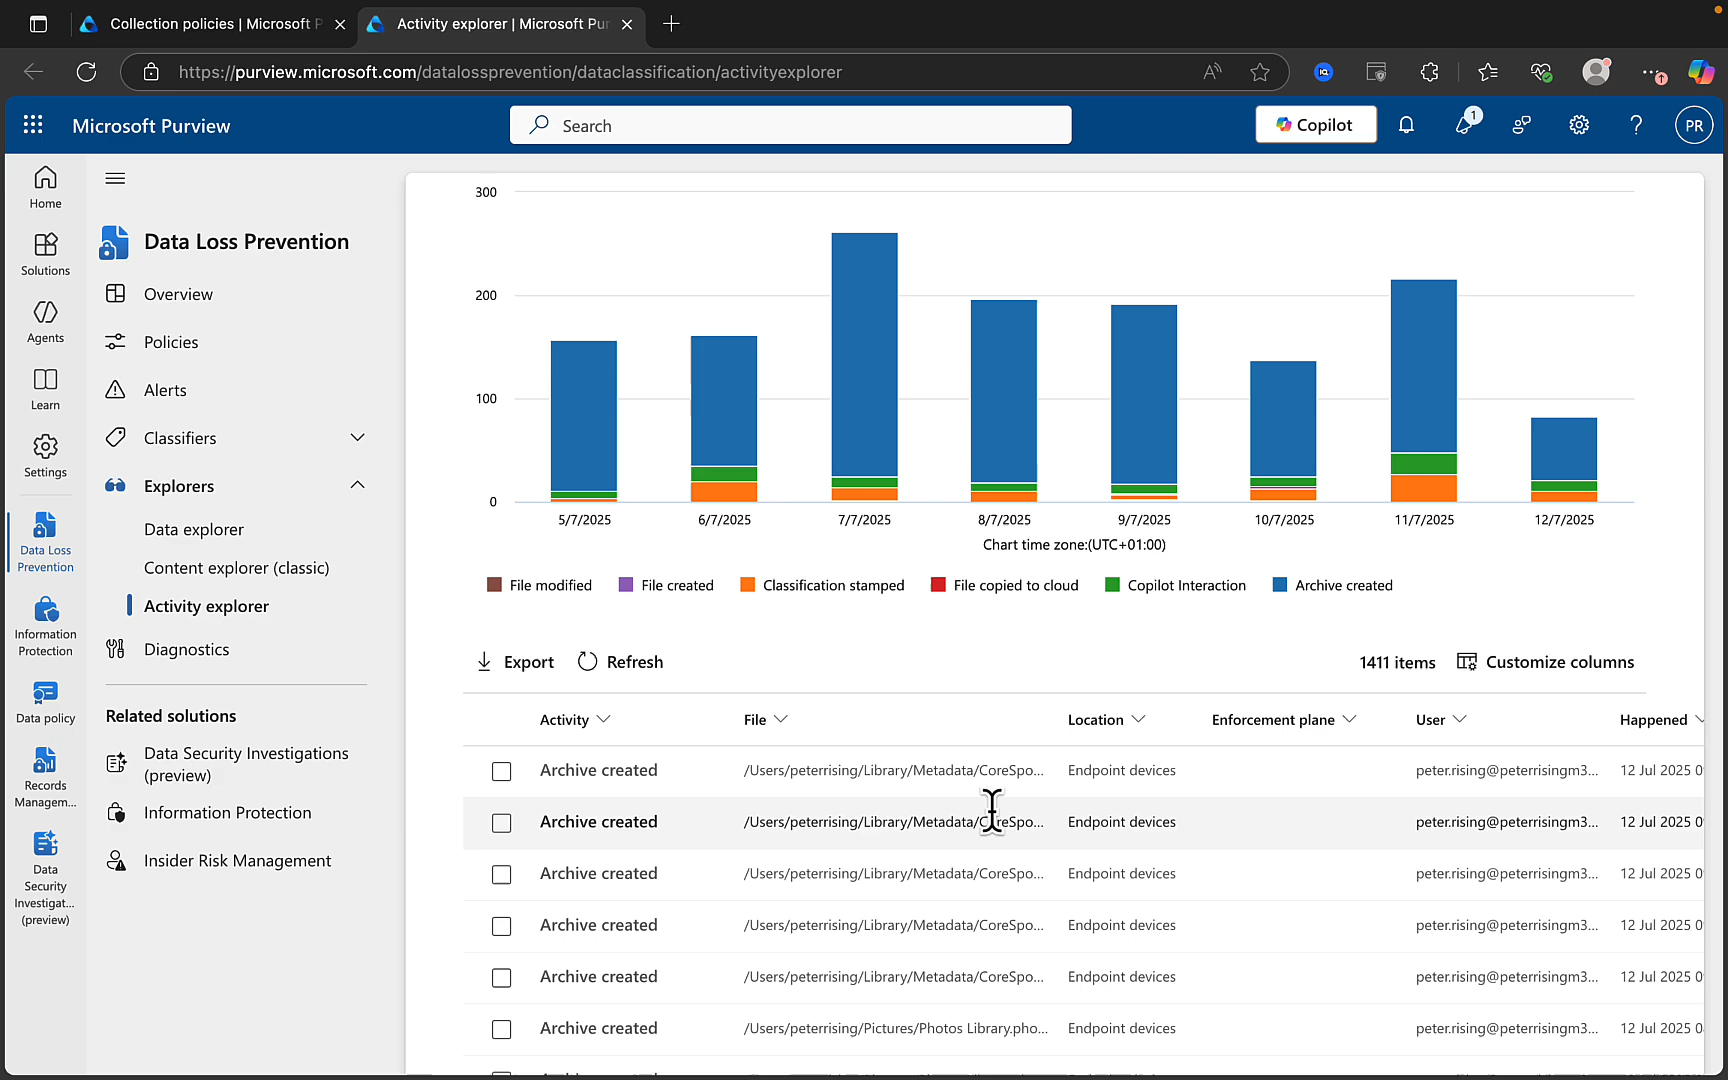 Collection policies | Microsoft P
Activity explorer | Microsoft Pur
https://purview.microsoft.com/datalossprevention/dataclassification/activityexplorer
Microsoft Purview
Search
Copilot
1
PR
Home
Solutions
Agents
Learn
Settings
Data Loss
Prevention
Information
Protection
Data policy
Records
Managem...
Data
Security
Investigat...
(preview)
Data Loss Prevention
Overview
Policies
Alerts
Classifiers
Explorers
Data explorer
Content explorer (classic)
Activity explorer
Diagnostics
Related solutions
Data Security Investigations
(preview)
Information Protection
Insider Risk Management
300
200
100
0
5/7/2025 6/7/2025 7/7/2025 8/7/2025 9/7/2025 10/7/2025 11/7/2025 12/7/2025
Chart time zone:(UTC+01:00)
File modified File created Classification stamped File copied to cloud Copilot Interaction Archive created
Export Refresh 1411 items Customize columns
Activity File Location Enforcement plane User Happened
Archive created /Users/peterrising/Library/Metadata/CoreSpo... Endpoint devices peter.rising@peterrisingm3... 12 Jul 2025 0
Archive created /Users/peterrising/Library/Metadata/CoreSpo... Endpoint devices peter.rising@peterrisingm3... 12 Jul 2025 0
Archive created /Users/peterrising/Library/Metadata/CoreSpo... Endpoint devices peter.rising@peterrisingm3... 12 Jul 2025 0
Archive created /Users/peterrising/Library/Metadata/CoreSpo... Endpoint devices peter.rising@peterrisingm3... 12 Jul 2025 0
Archive created /Users/peterrising/Library/Metadata/CoreSpo... Endpoint devices peter.rising@peterrisingm3... 12 Jul 2025 0
Archive created /Users/peterrising/Pictures/Photos Library.pho... Endpoint devices peter.rising@peterrisingm3... 12 Jul 2025 0